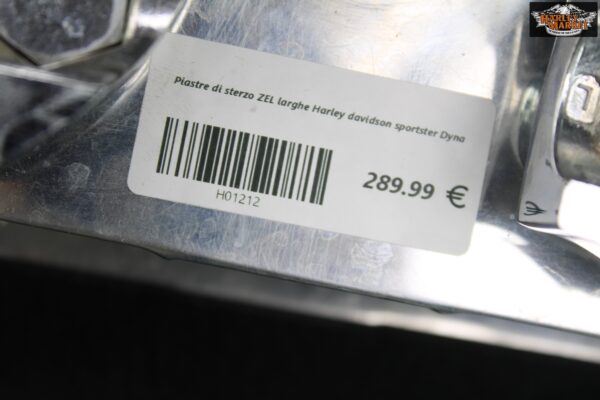 Piastre di sterzo ZEL larghe Harley davidson sportster Dyna
289.99 €
H01212